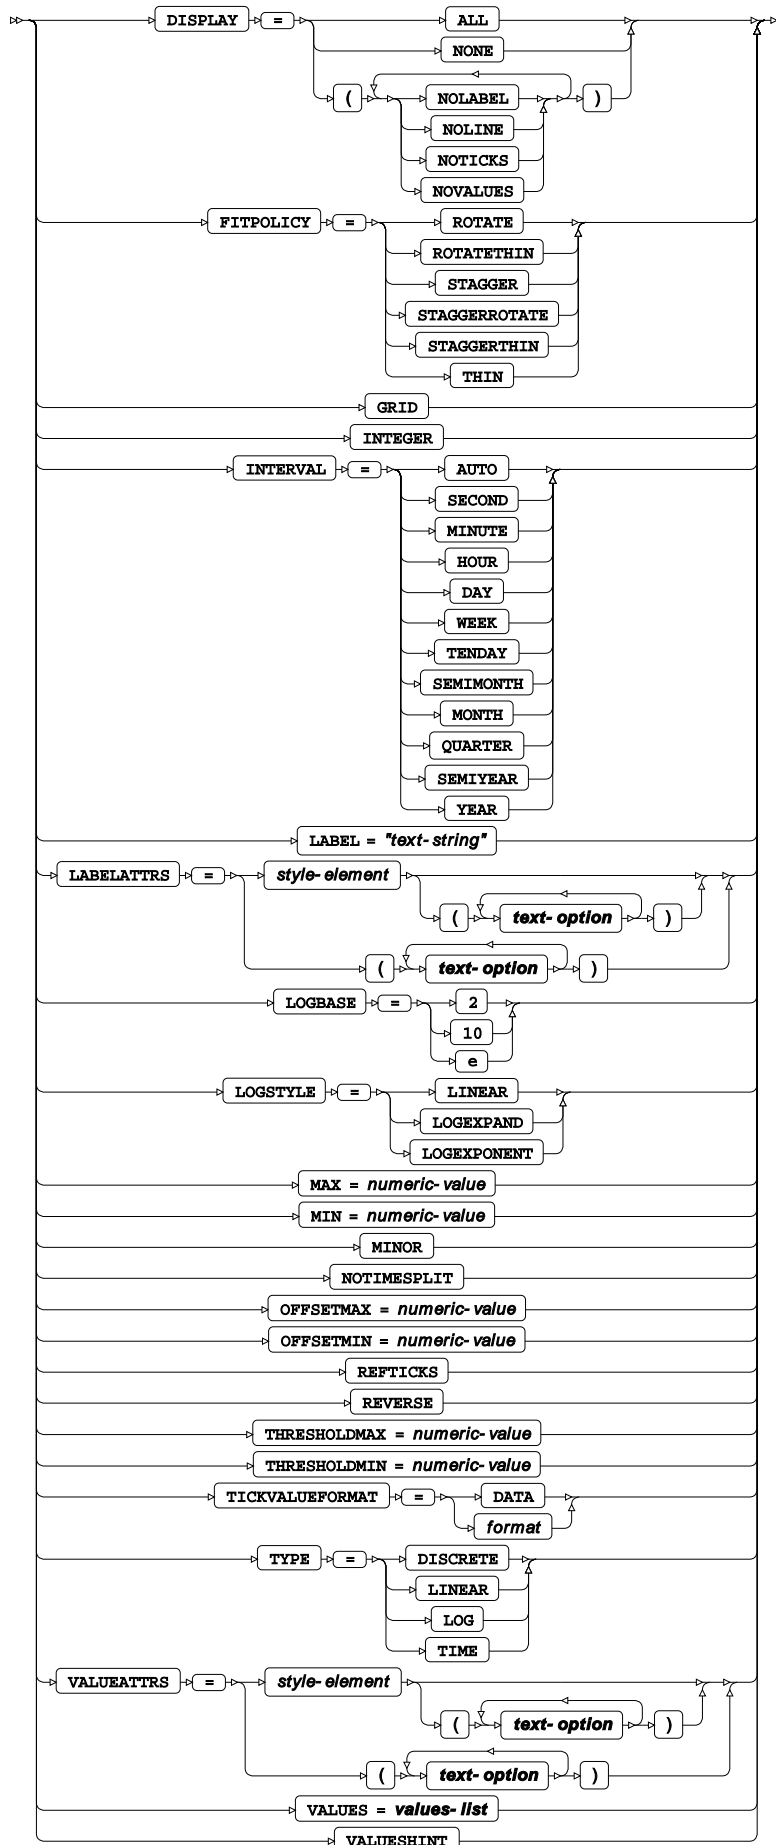 DISPLAY = ALL
NONE
( NOLABEL )
NOLINE
NOTICKS
NOVALUES
FITPOLICY = ROTATE
ROTATETHIN
STAGGER
STAGGERROTATE
STAGGERTHIN
THIN
GRID
INTEGER
INTERVAL = AUTO
SECOND
MINUTE
HOUR
DAY
WEEK
TENDAY
SEMIMONTH
MONTH
QUARTER
SEMIYEAR
YEAR
LABEL = "text-string"
LABELATTRS = style-element
( text-option )
( text-option )
LOGBASE = 2
10
e
LOGSTYLE = LINEAR
LOGEXPAND
LOGEXPONENT
MAX = numeric-value
MIN = numeric-value
MINOR
NOTIMESPLIT
OFFSETMAX = numeric-value
OFFSETMIN = numeric-value
REFTICKS
REVERSE
THRESHOLDMAX = numeric-value
THRESHOLDMIN = numeric-value
TICKVALUEFORMAT = DATA
format
TYPE = DISCRETE
LINEAR
LOG
TIME
VALUEATTRS = style-element
( text-option )
( text-option )
VALUES = values-list
VALUESHINT